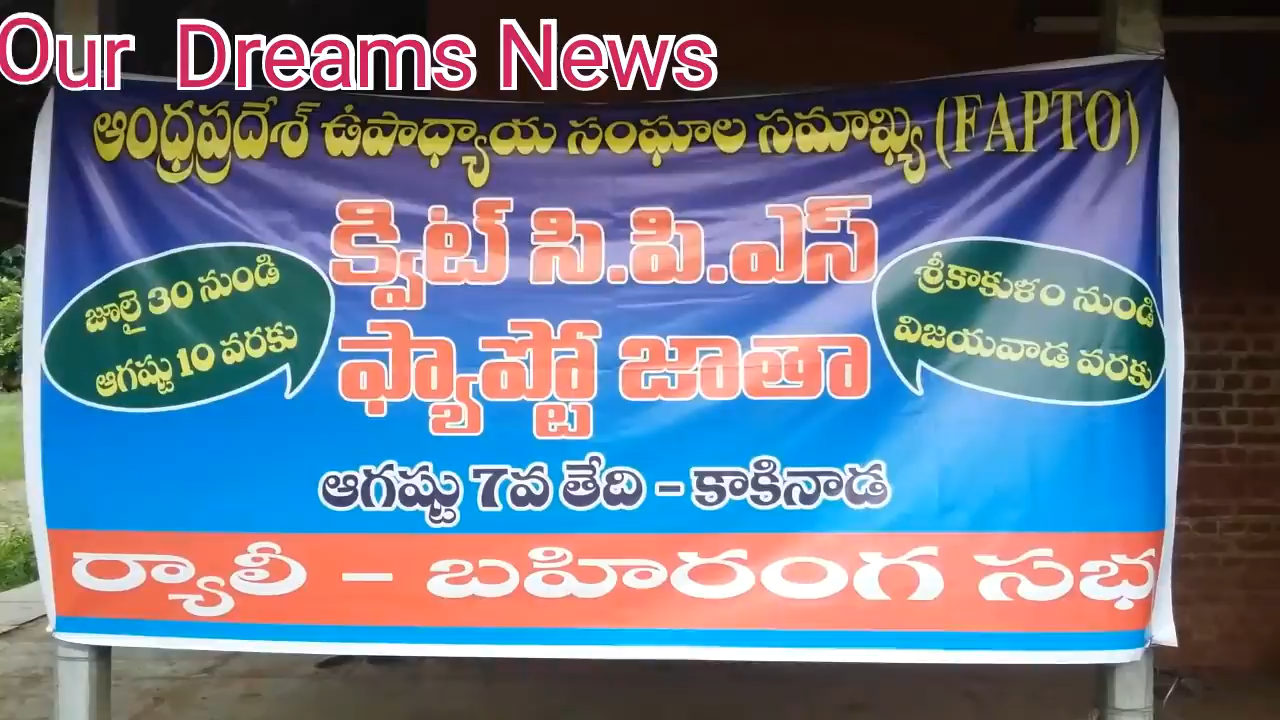 Our Dreams News
ఆంధ్రప్రదేశ్ ఉపాధ్యాయ సంఘాల సమాఖ్య (FAPTO)
క్విట్ సి.పి.ఎస్
ఫ్యాప్టో జాతా
జూలై 30 నుండి
ఆగష్టు 10 వరకు
శ్రీకాకుళం నుండి
విజయవాడ వరకు
ఆగష్టు 7వ తేది - కాకినాడ
ర్యాలీ - బహిరంగ సభ